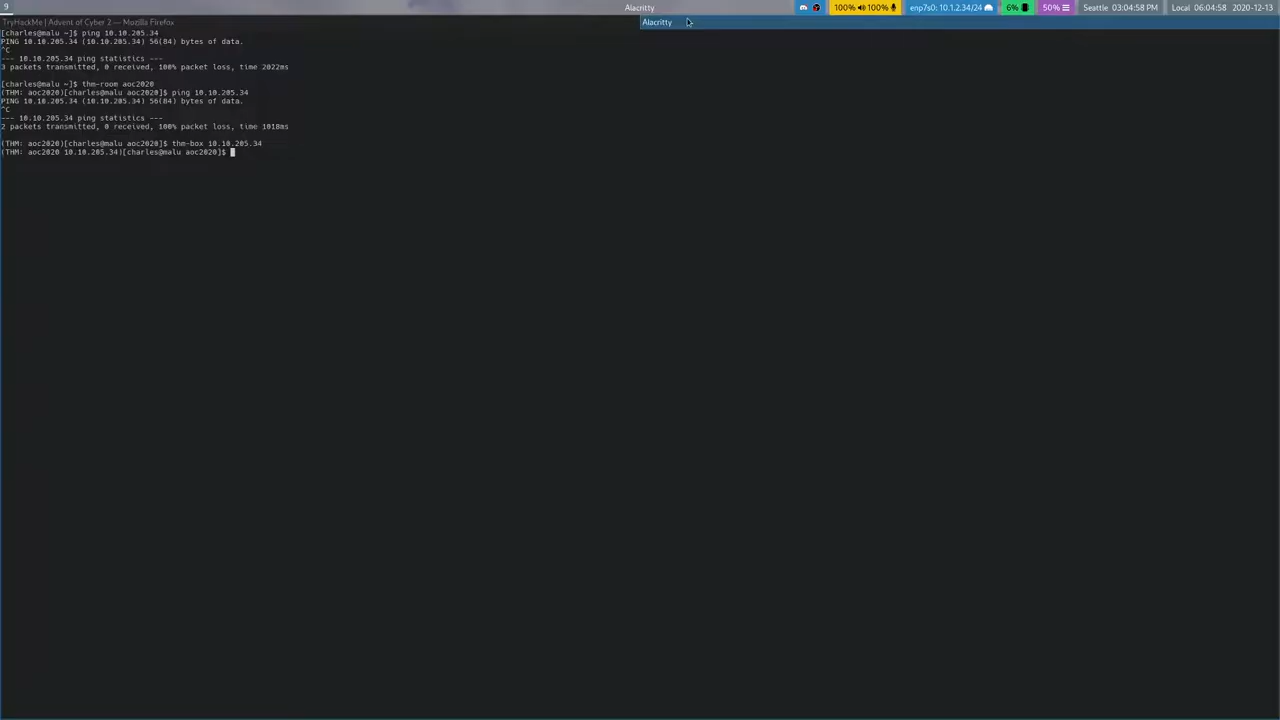 9
Alacritty
100% 100%
enp7s0: 10.1.2.34/24
6%
50%
Seattle 03:04:58 PM
Local 06:04:58
2020-12-13
TryHackMe | Advent of Cyber 2 — Mozilla Firefox
Alacritty
[charles@malu ~]$ ping 10.10.205.34
PING 10.10.205.34 (10.10.205.34) 56(84) bytes of data.
^C
--- 10.10.205.34 ping statistics ---
3 packets transmitted, 0 received, 100% packet loss, time 2022ms
[charles@malu ~]$ thm-room aoc2020
(THM: aoc2020)[charles@malu aoc2020]$ ping 10.10.205.34
PING 10.10.205.34 (10.10.205.34) 56(84) bytes of data.
^C
--- 10.10.205.34 ping statistics ---
2 packets transmitted, 0 received, 100% packet loss, time 1018ms
(THM: aoc2020)[charles@malu aoc2020]$ thm-box 10.10.205.34
(THM: aoc2020 10.10.205.34)[charles@malu aoc2020]$